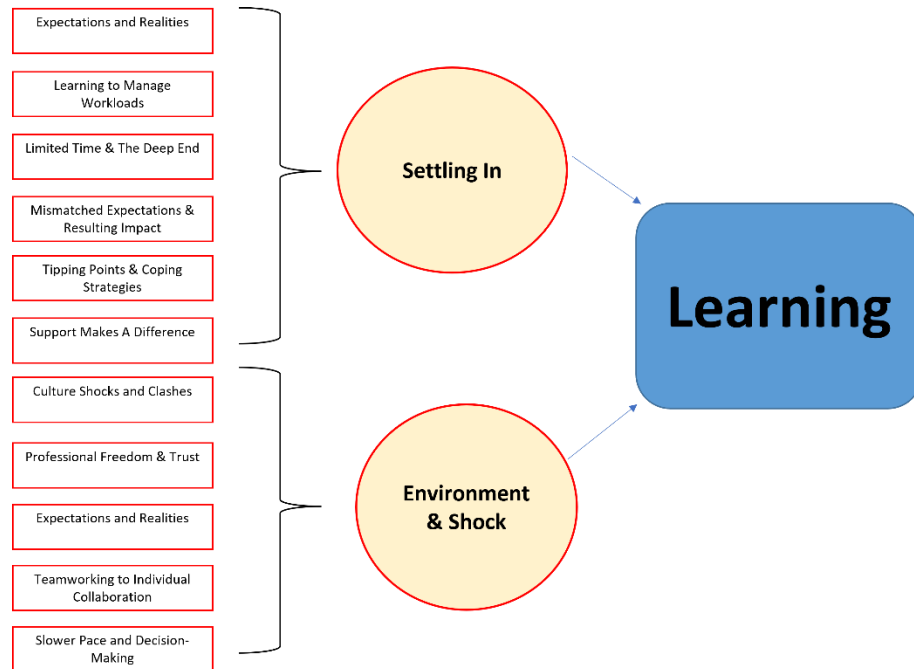 Expectations and Realities
Learning to Manage
Workloads
Limited Time & The Deep End
Mismatched Expectations &
Resulting Impact
Tipping Points & Coping
Strategies
Support Makes A Difference
Culture Shocks and Clashes
Professional Freedom & Trust
Expectations and Realities
Teamworking to Individual
Collaboration
Slower Pace and Decision-
Making
Settling In
Environment
& Shock
Learning